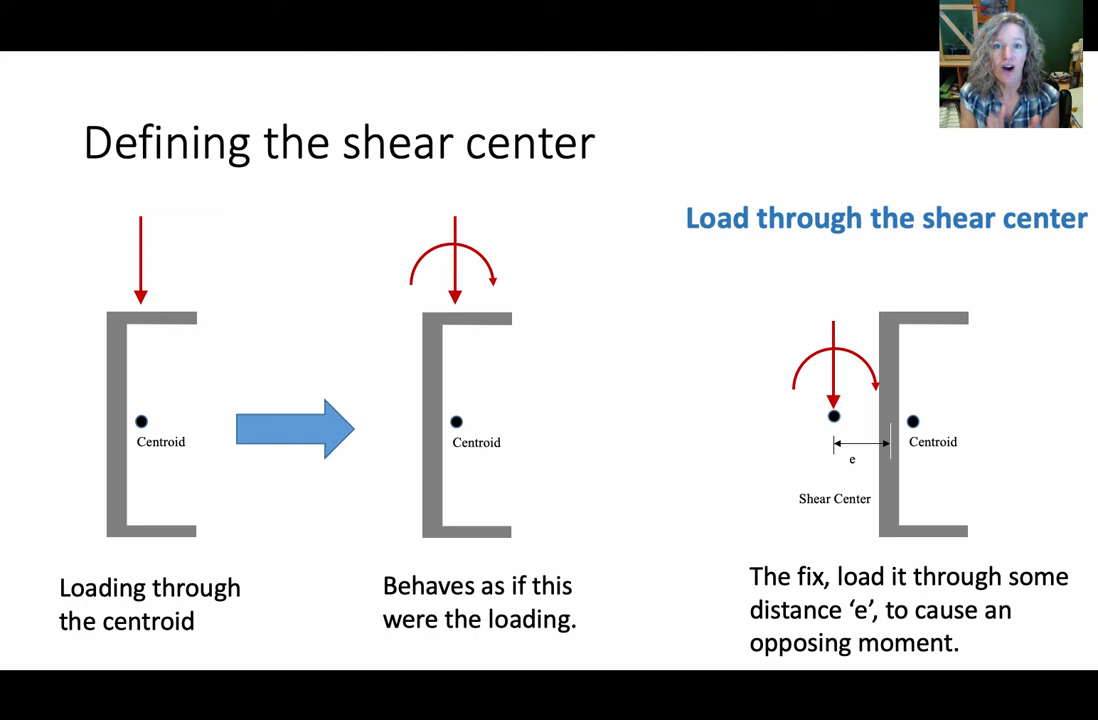 Defining the shear center
Load through the shear center
Centroid
Centroid
e
Centroid
Shear Center
Loading through
the centroid
Behaves as if this
were the loading.
The fix, load it through some
distance ‘e’, to cause an
opposing moment.